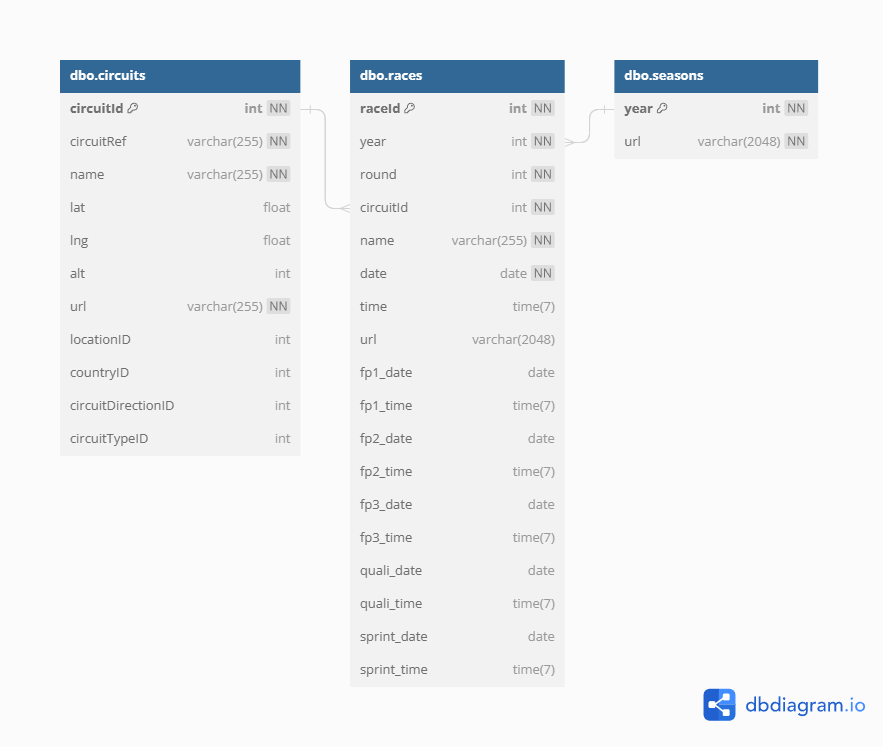 dbo.circuits
circuitId int NN
circuitRef varchar(255) NN
name varchar(255) NN
lat float
lng float
alt int
url varchar(255) NN
locationID int
countryID int
circuitDirectionID int
circuitTypeID int
dbo.races
raceId int NN
year int NN
round int NN
circuitId int NN
name varchar(255) NN
date date NN
time time(7)
url varchar(2048)
fp1_date date
fp1_time time(7)
fp2_date date
fp2_time time(7)
fp3_date date
fp3_time time(7)
quali_date date
quali_time time(7)
sprint_date date
sprint_time time(7)
dbo.seasons
year int NN
url varchar(2048) NN
dbdiagram.io